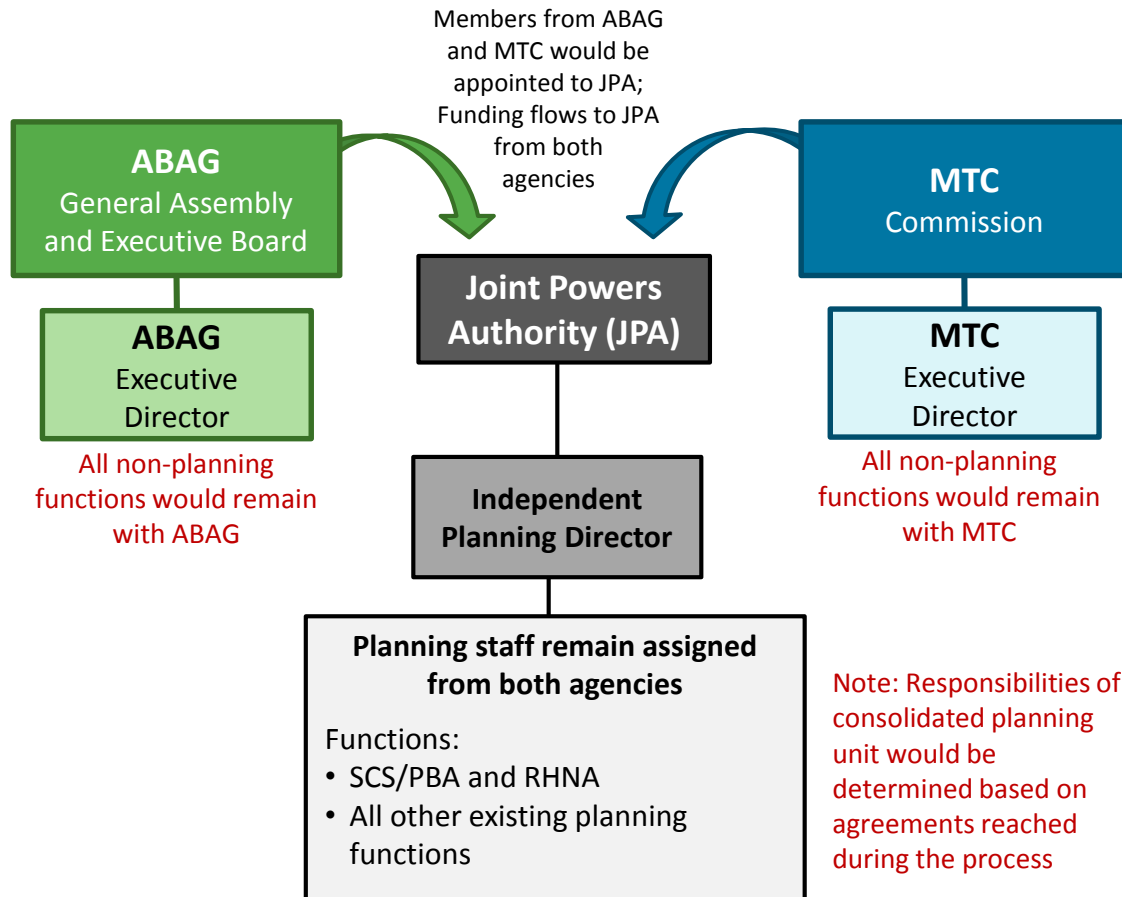 Members from ABAG
and MTC would be
appointed to JPA;
Funding flows to JPA
from both
agencies
ABAG
General Assembly
and Executive Board
MTC
Commission
Joint Powers
Authority (JPA)
ABAG
Executive
Director
MTC
Executive
Director
All non-planning
functions would remain
with ABAG
All non-planning
functions would remain
with MTC
Independent
Planning Director
Planning staff remain assigned
from both agencies
Functions:
• SCS/PBA and RHNA
• All other existing planning
functions
Note: Responsibilities of
consolidated planning
unit would be
determined based on
agreements reached
during the process